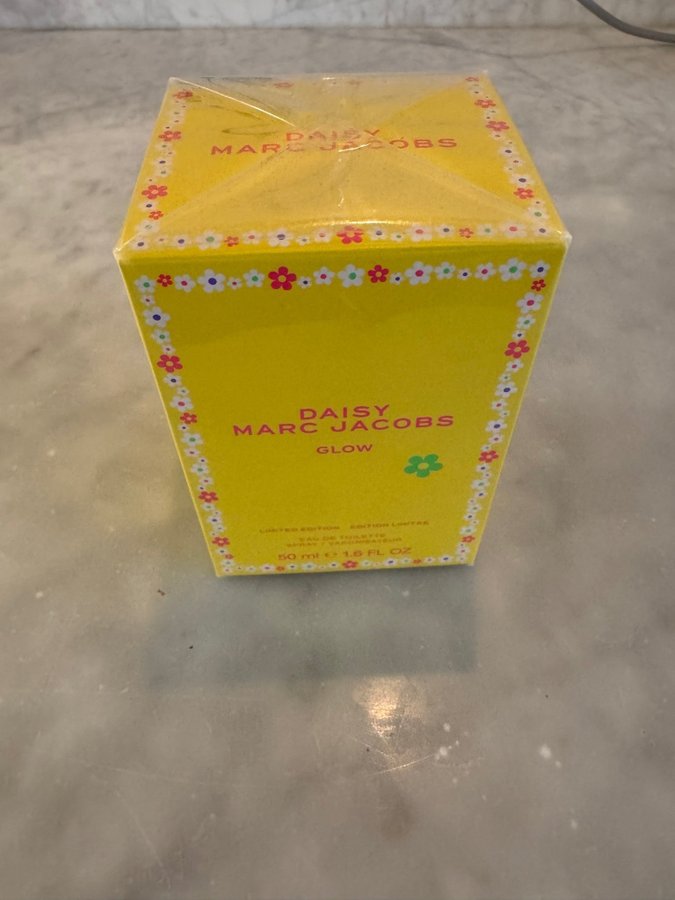 DAISY
MARC JACOBS
DAISY
MARC JACOBS
GLOW
LIMITED EDITION EDITION LIMITÉE
EAU DE TOILETTE
SPRAY / VAPORISATEUR
50 ml ℮ 1.6 FL OZ